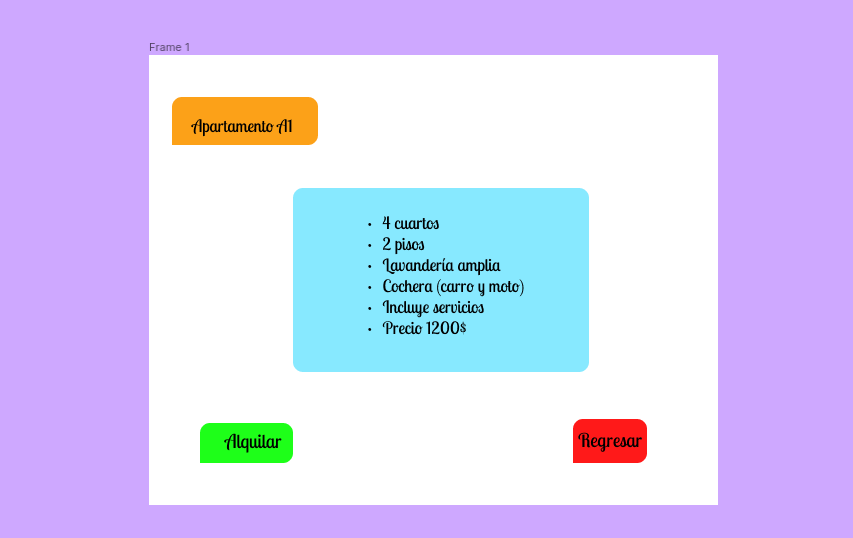 Frame 1
Apartamento A1
• 4 cuartos
• 2 pisos
• Lavandería amplia
• Cochera (carro y moto)
• Incluye servicios
• Precio 1200$
Alquilar
Regresar